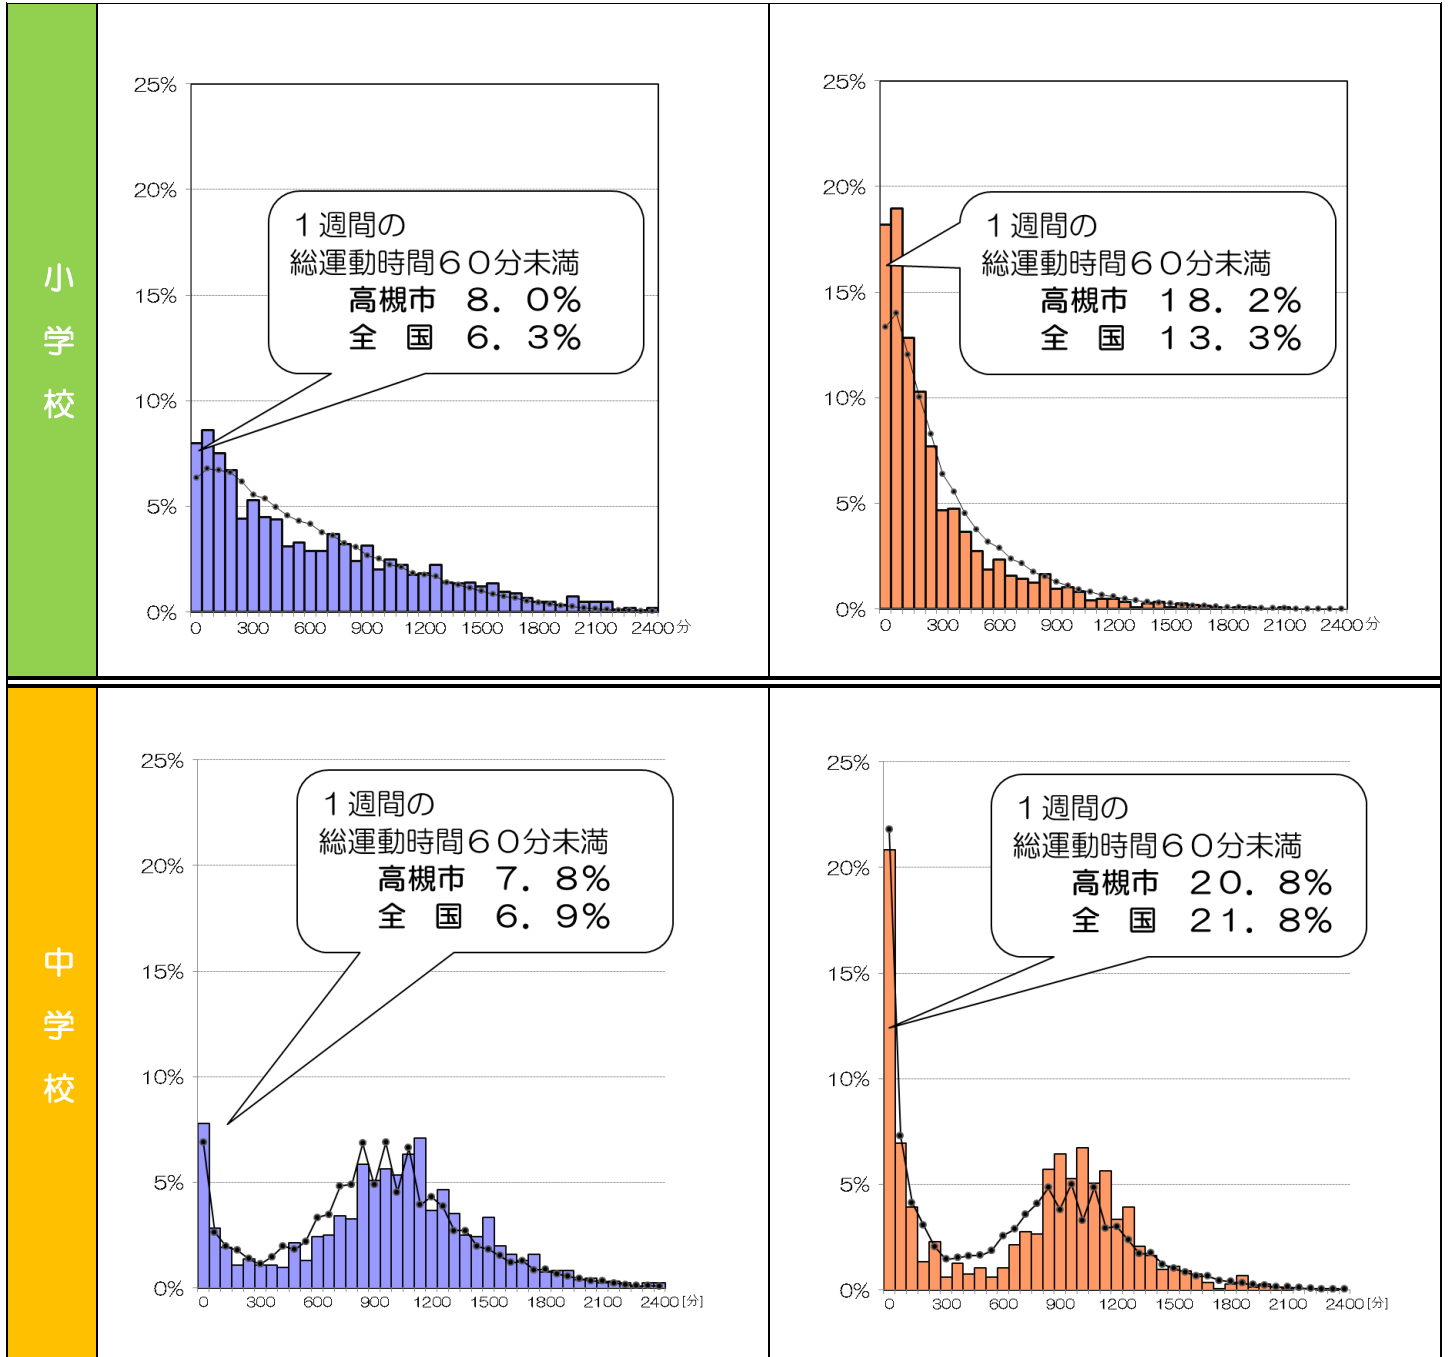 小学校
25%
20%
15%
10%
5%
0%
１週間の
総運動時間６０分未満
高槻市　８．０％
全　国　６．３％
0 300 600 900 1200 1500 1800 2100 2400分
25%
20%
15%
10%
5%
0%
１週間の
総運動時間６０分未満
高槻市　１８．２％
全　国　１３．３％
0 300 600 900 1200 1500 1800 2100 2400分
中学校
25%
20%
15%
10%
5%
0%
１週間の
総運動時間６０分未満
高槻市　７．８％
全　国　６．９％
0 300 600 900 1200 1500 1800 2100 2400 [分]
25%
20%
15%
10%
5%
0%
１週間の
総運動時間６０分未満
高槻市　２０．８％
全　国　２１．８％
0 300 600 900 1200 1500 1800 2100 2400 [分]